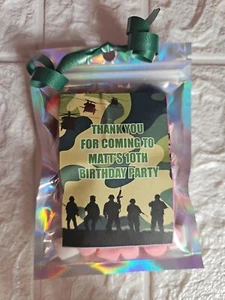 THANK YOU
FOR COMING TO
MATT'S 10TH
BIRTHDAY PARTY